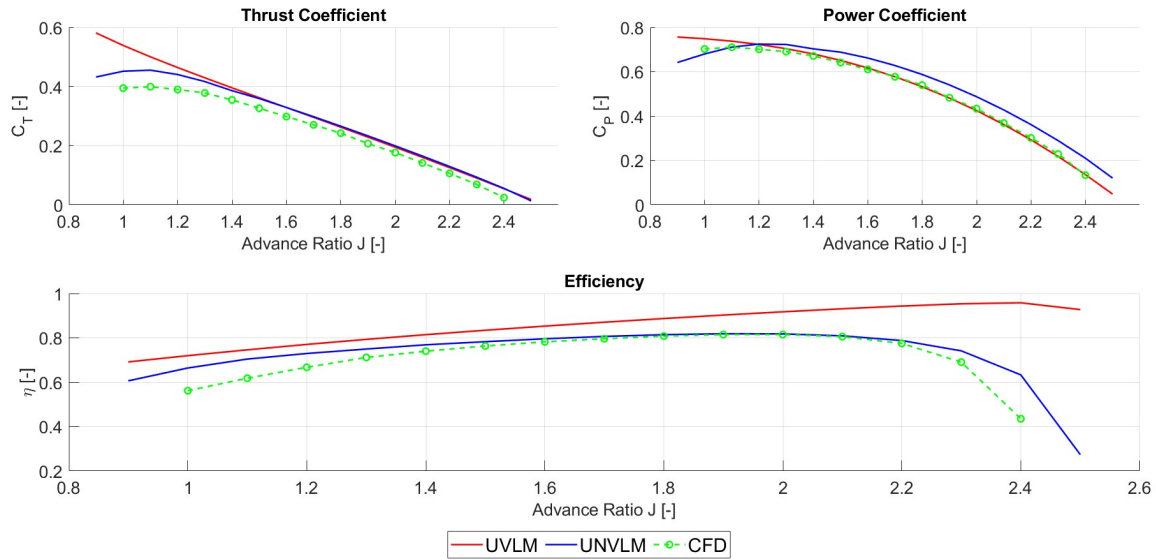 Thrust Coefficient
0.6
0.4
0.2
0
C_T [-]
0.8 1 1.2 1.4 1.6 1.8 2 2.2 2.4
Advance Ratio J [-]
Power Coefficient
0.8
0.6
0.4
0.2
0
C_P [-]
0.8 1 1.2 1.4 1.6 1.8 2 2.2 2.4
Advance Ratio J [-]
Efficiency
1
0.8
0.6
0.4
0.2
η [-]
0.8 1 1.2 1.4 1.6 1.8 2 2.2 2.4 2.6
Advance Ratio J [-]
UVLM UNVLM CFD